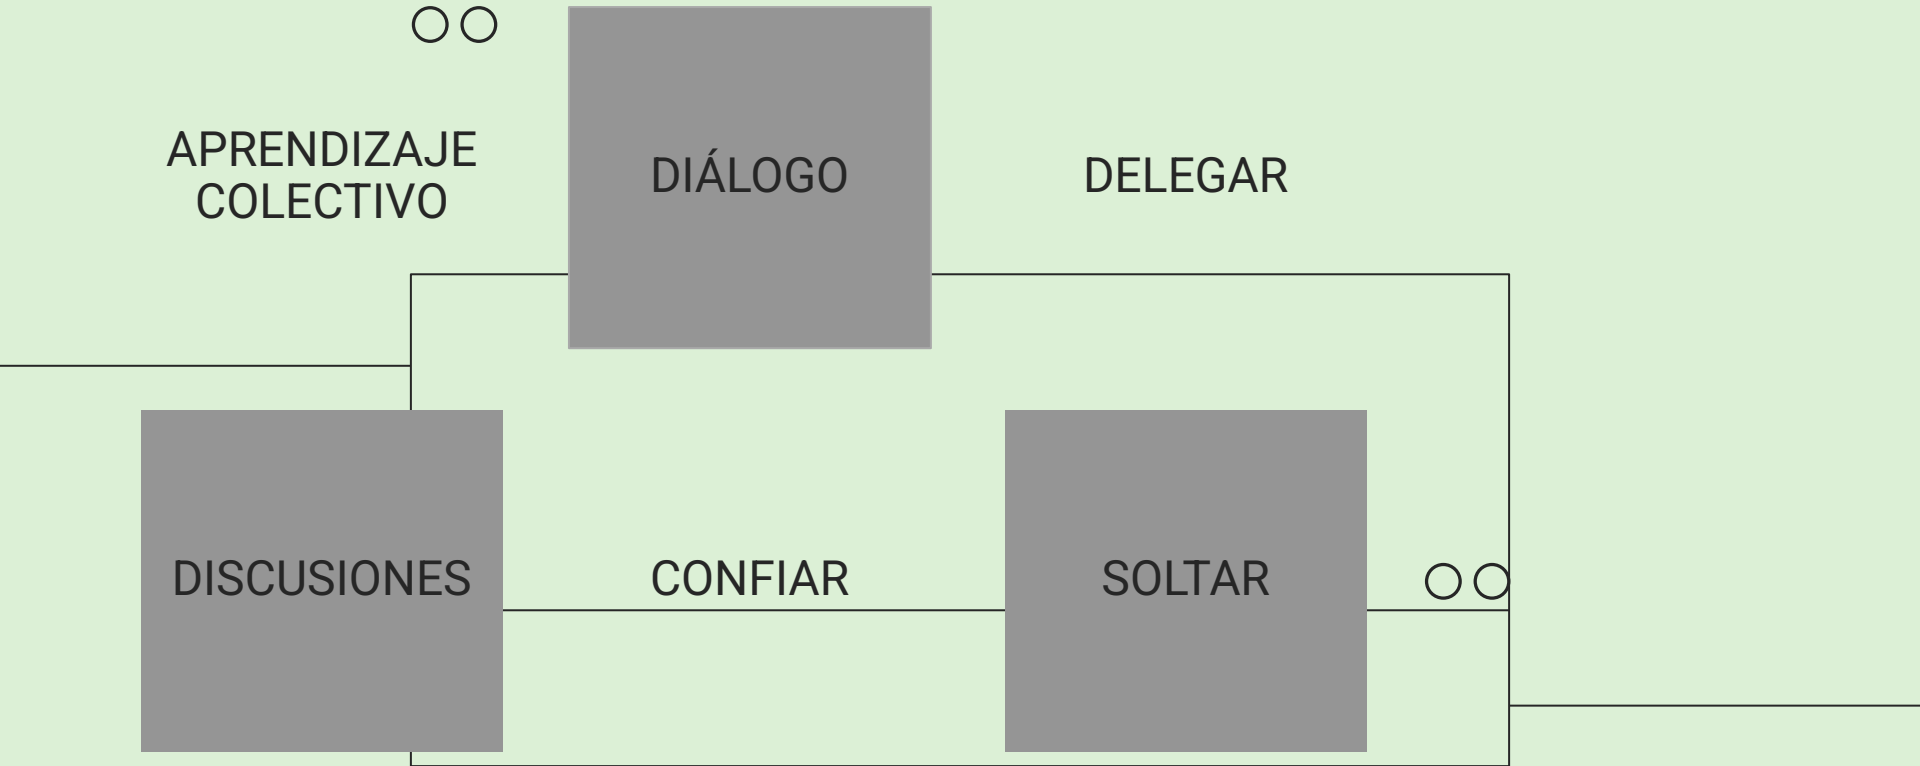 APRENDIZAJE
COLECTIVO
DIÁLOGO
DELEGAR
DISCUSIONES
CONFIAR
SOLTAR